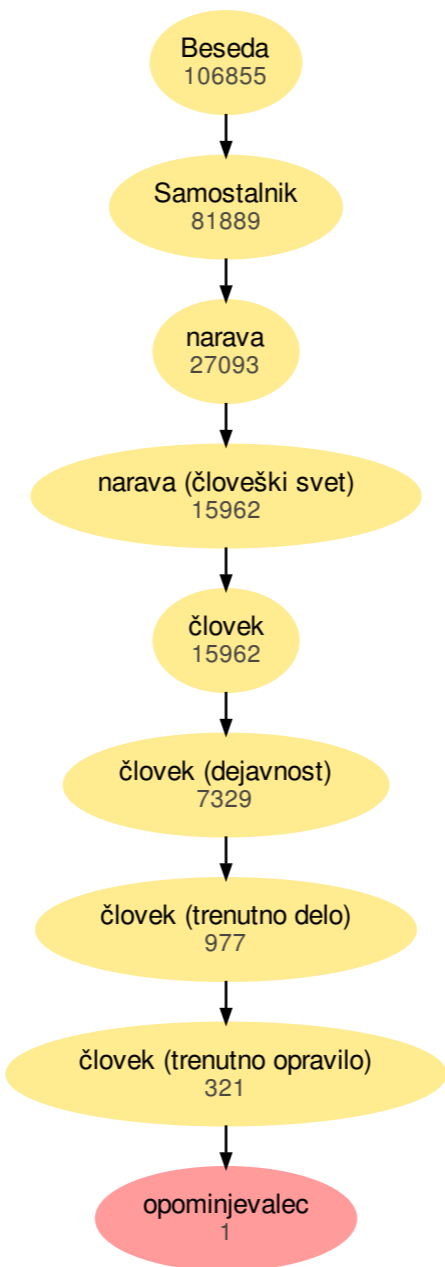 Beseda
106855
Samostalnik
81889
narava
27093
narava (človeški svet)
15962
človek
15962
človek (dejavnost)
7329
človek (trenutno delo)
977
človek (trenutno opravilo)
321
opominjevalec
1